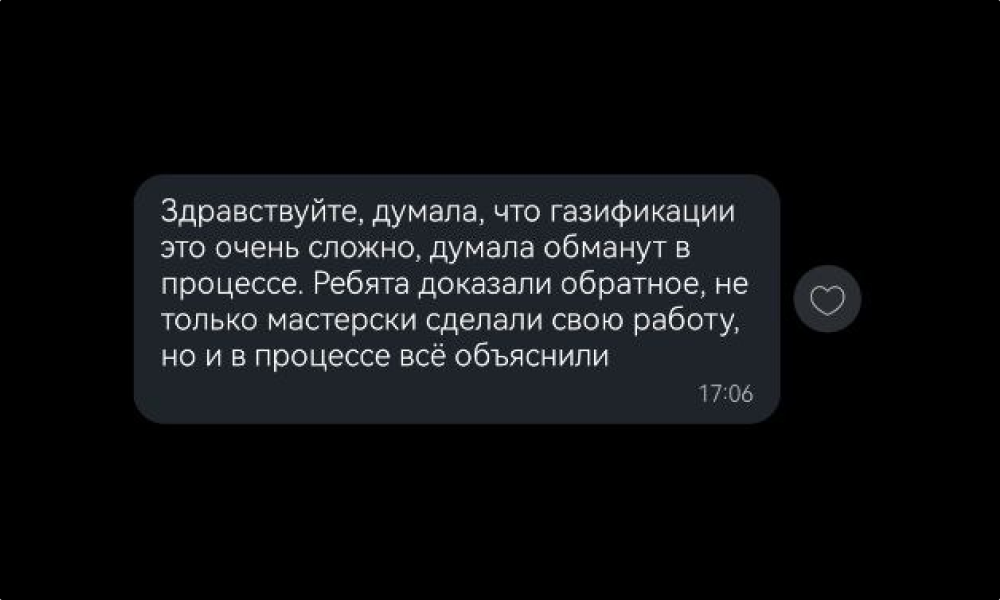 Здравствуйте, думала, что газификации
это очень сложно, думала обманут в
процессе. Ребята доказали обратное, не
только мастерски сделали свою работу,
но и в процессе всё объяснили
17:06